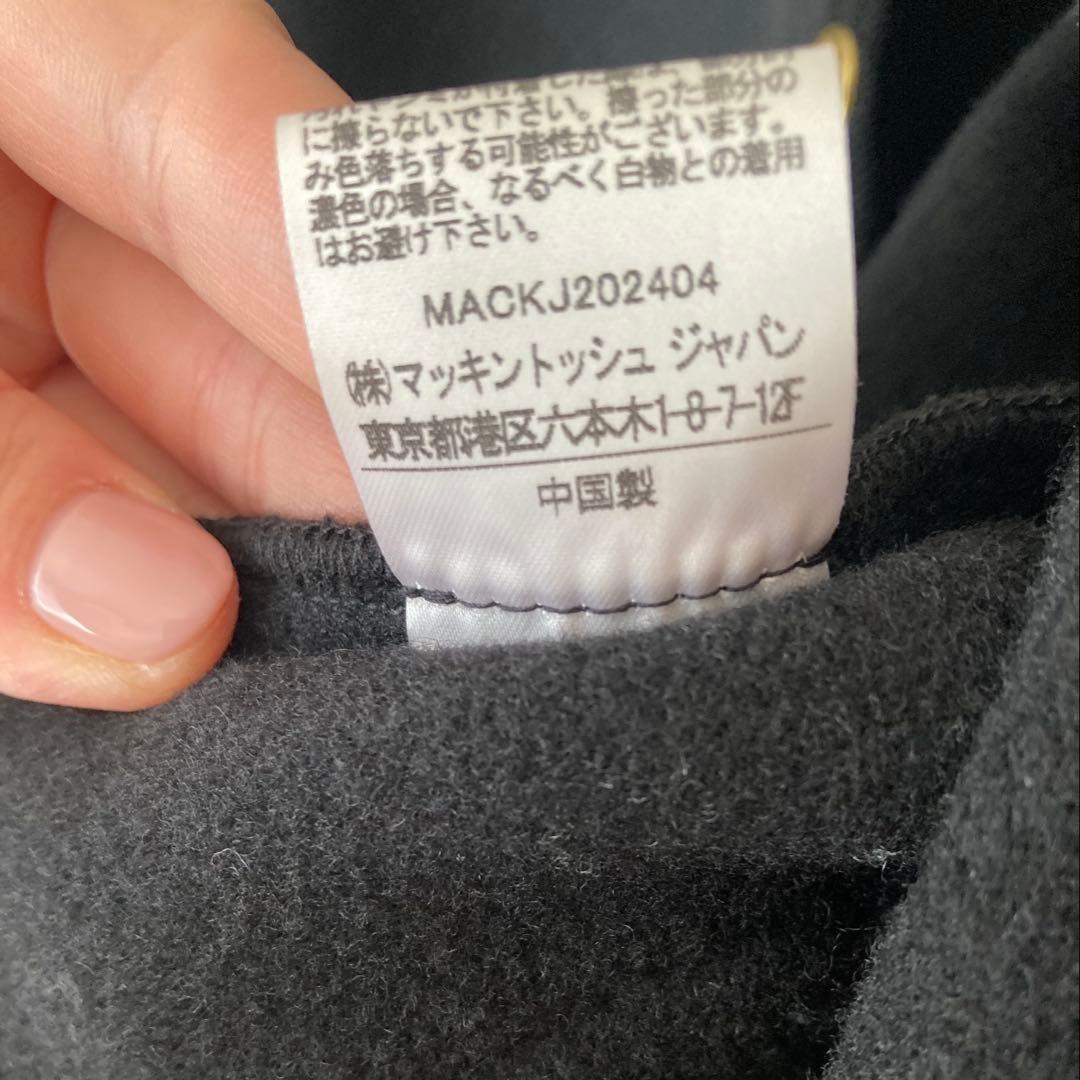 に擦らないで下さい。擦った部分の
み色落ちする可能性がございます。
濃色の場合、なるべく白物との着用
はお避け下さい。
MACKJ202404
(株)マッキントッシュ ジャパン
東京都港区六本木1-8-7-12F
中国製